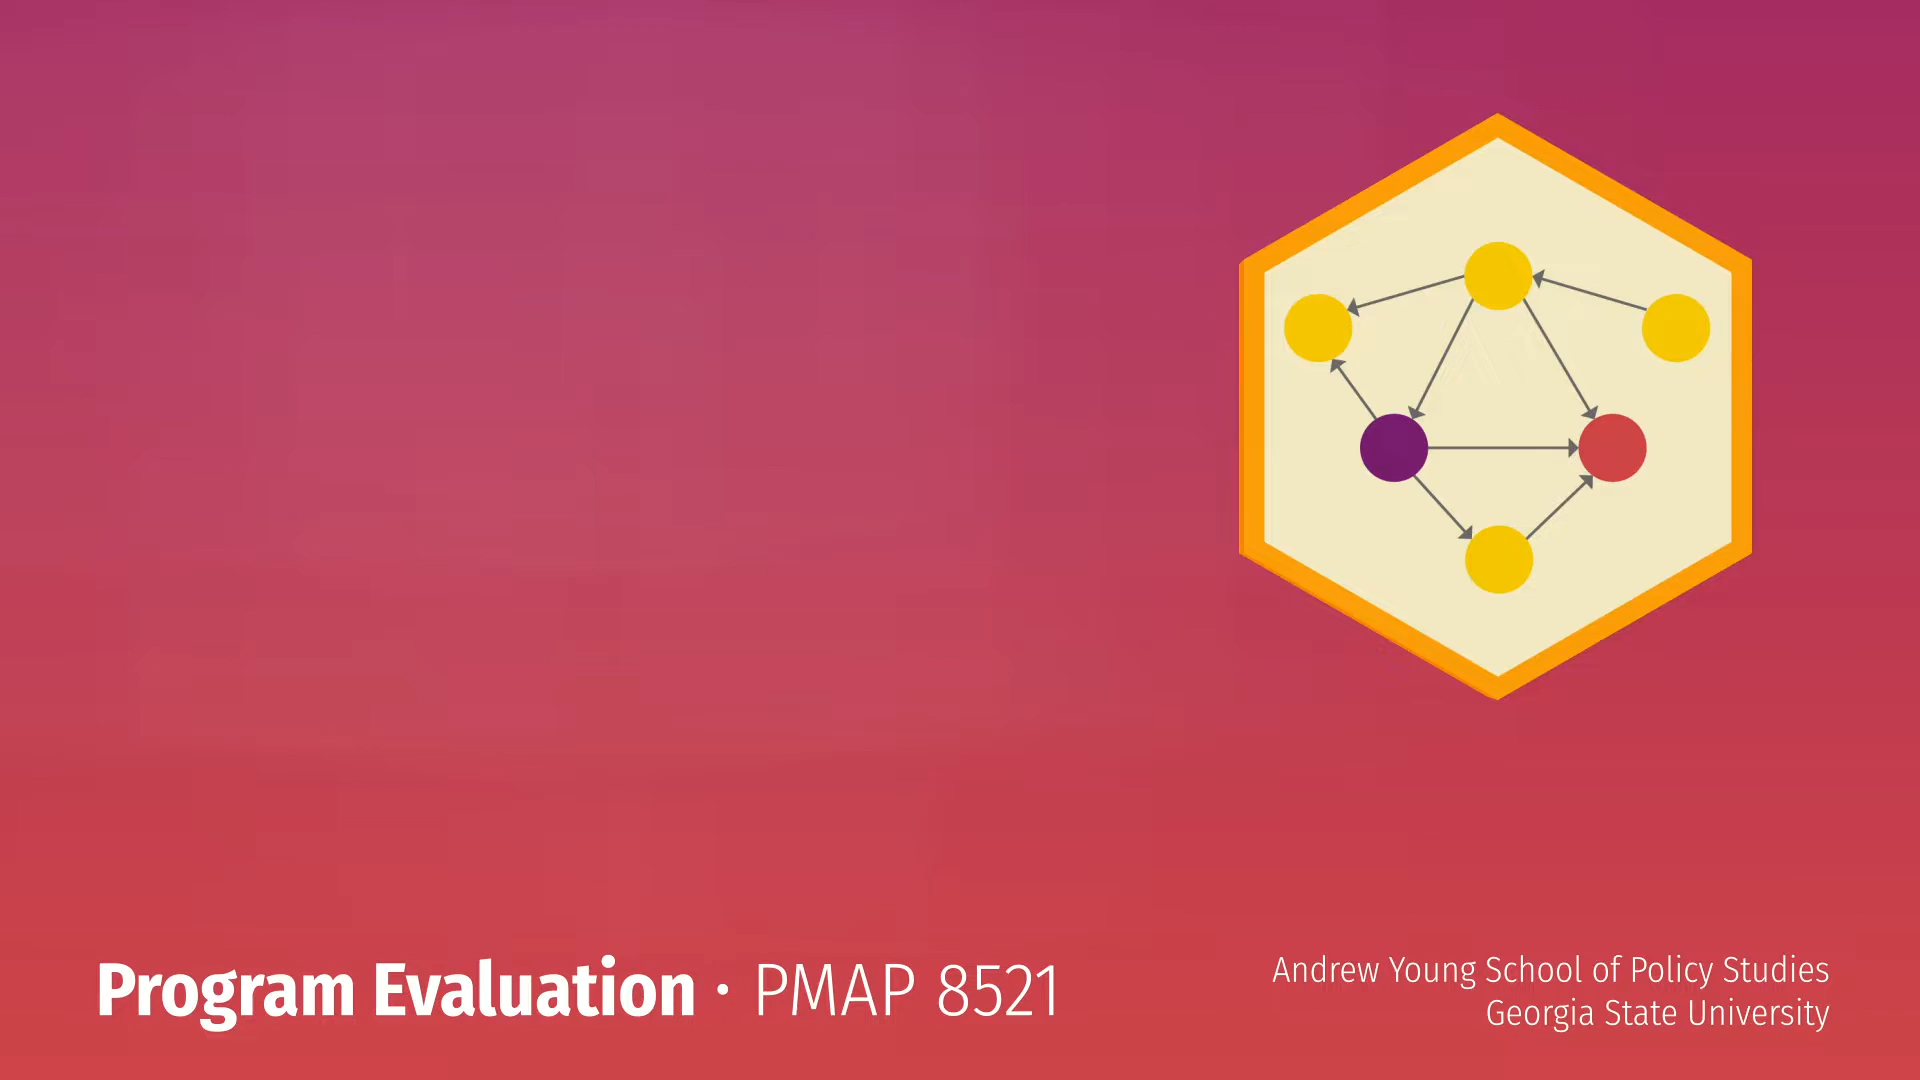 Program Evaluation · PMAP 8521
Andrew Young School of Policy Studies
Georgia State University